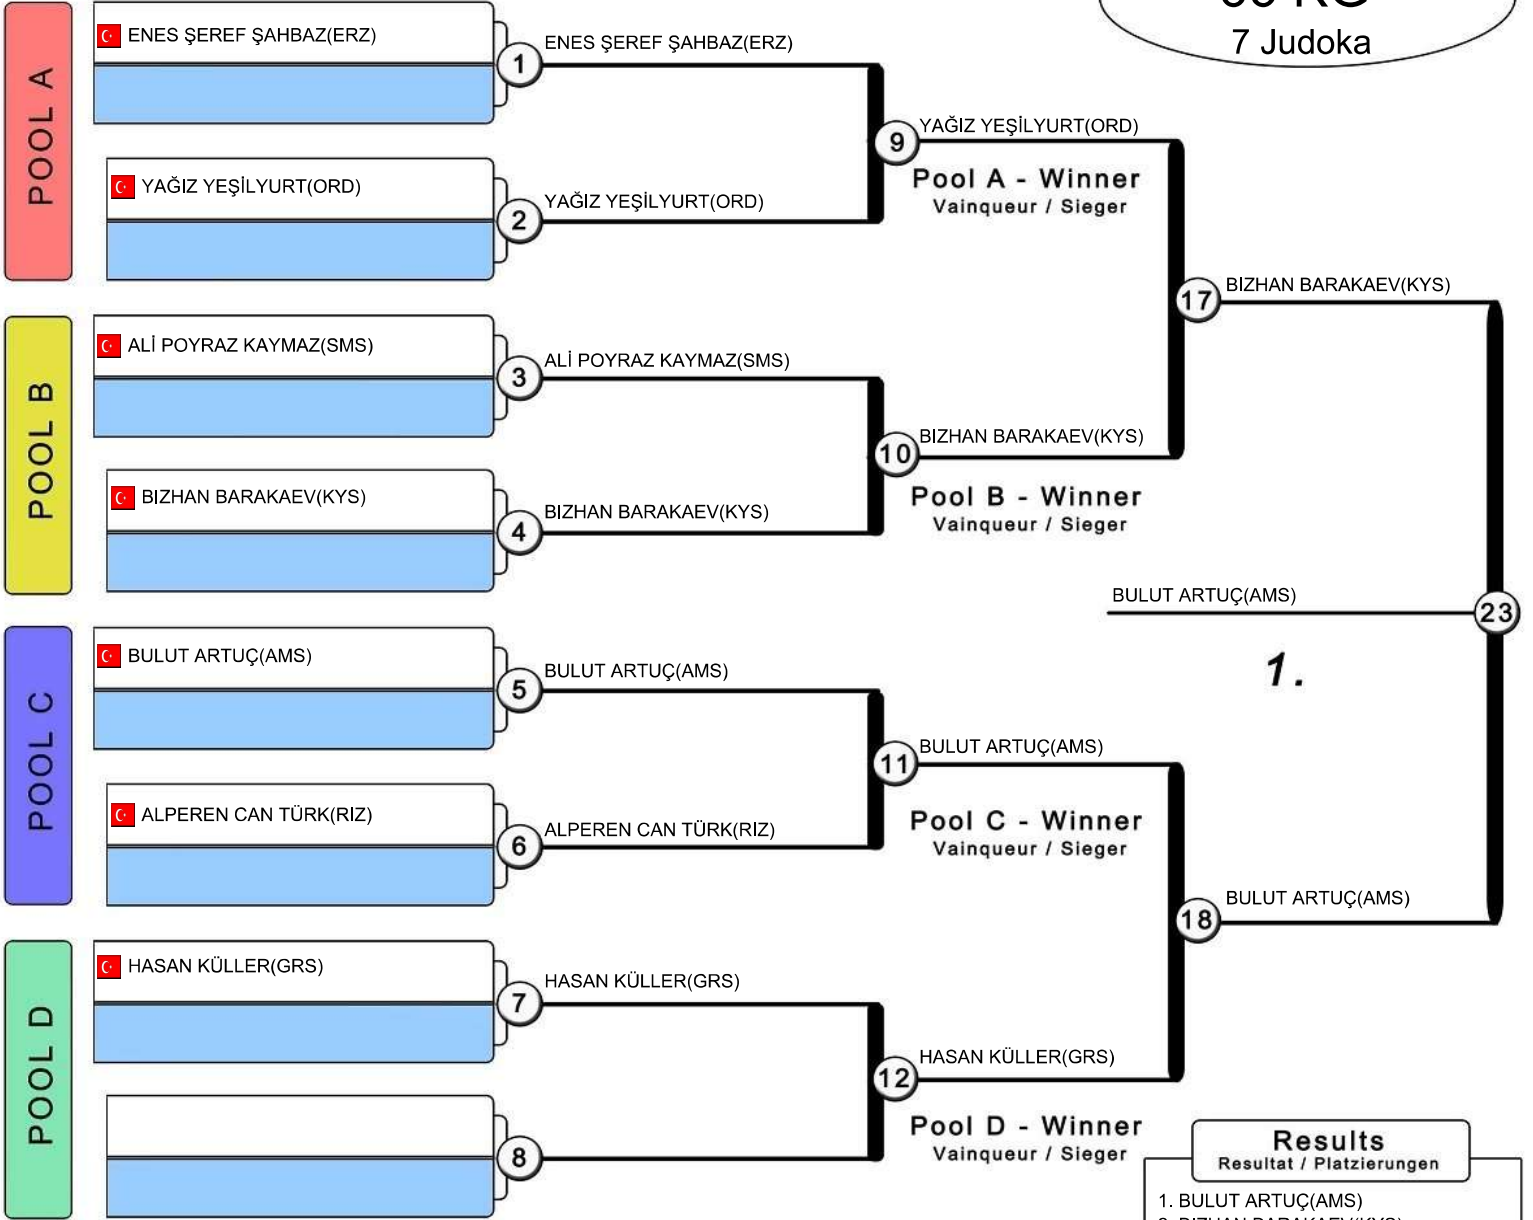 7 Judoka
POOL A
ENES ŞEREF ŞAHBAZ(ERZ)
1
ENES ŞEREF ŞAHBAZ(ERZ)
YAĞIZ YEŞİLYURT(ORD)
2
YAĞIZ YEŞİLYURT(ORD)
9
YAĞIZ YEŞİLYURT(ORD)
Pool A - Winner
Vainqueur / Sieger
POOL B
ALİ POYRAZ KAYMAZ(SMS)
3
ALİ POYRAZ KAYMAZ(SMS)
BIZHAN BARAKAEV(KYS)
4
BIZHAN BARAKAEV(KYS)
10
BIZHAN BARAKAEV(KYS)
Pool B - Winner
Vainqueur / Sieger
17
BIZHAN BARAKAEV(KYS)
POOL C
BULUT ARTUÇ(AMS)
5
BULUT ARTUÇ(AMS)
ALPEREN CAN TÜRK(RIZ)
6
ALPEREN CAN TÜRK(RIZ)
11
BULUT ARTUÇ(AMS)
Pool C - Winner
Vainqueur / Sieger
POOL D
HASAN KÜLLER(GRS)
7
HASAN KÜLLER(GRS)
8
12
HASAN KÜLLER(GRS)
Pool D - Winner
Vainqueur / Sieger
18
BULUT ARTUÇ(AMS)
BULUT ARTUÇ(AMS)
23
1.
Results
Resultat / Platzierungen
1. BULUT ARTUÇ(AMS)
2. BIZHAN BARAKAEV(KYS)